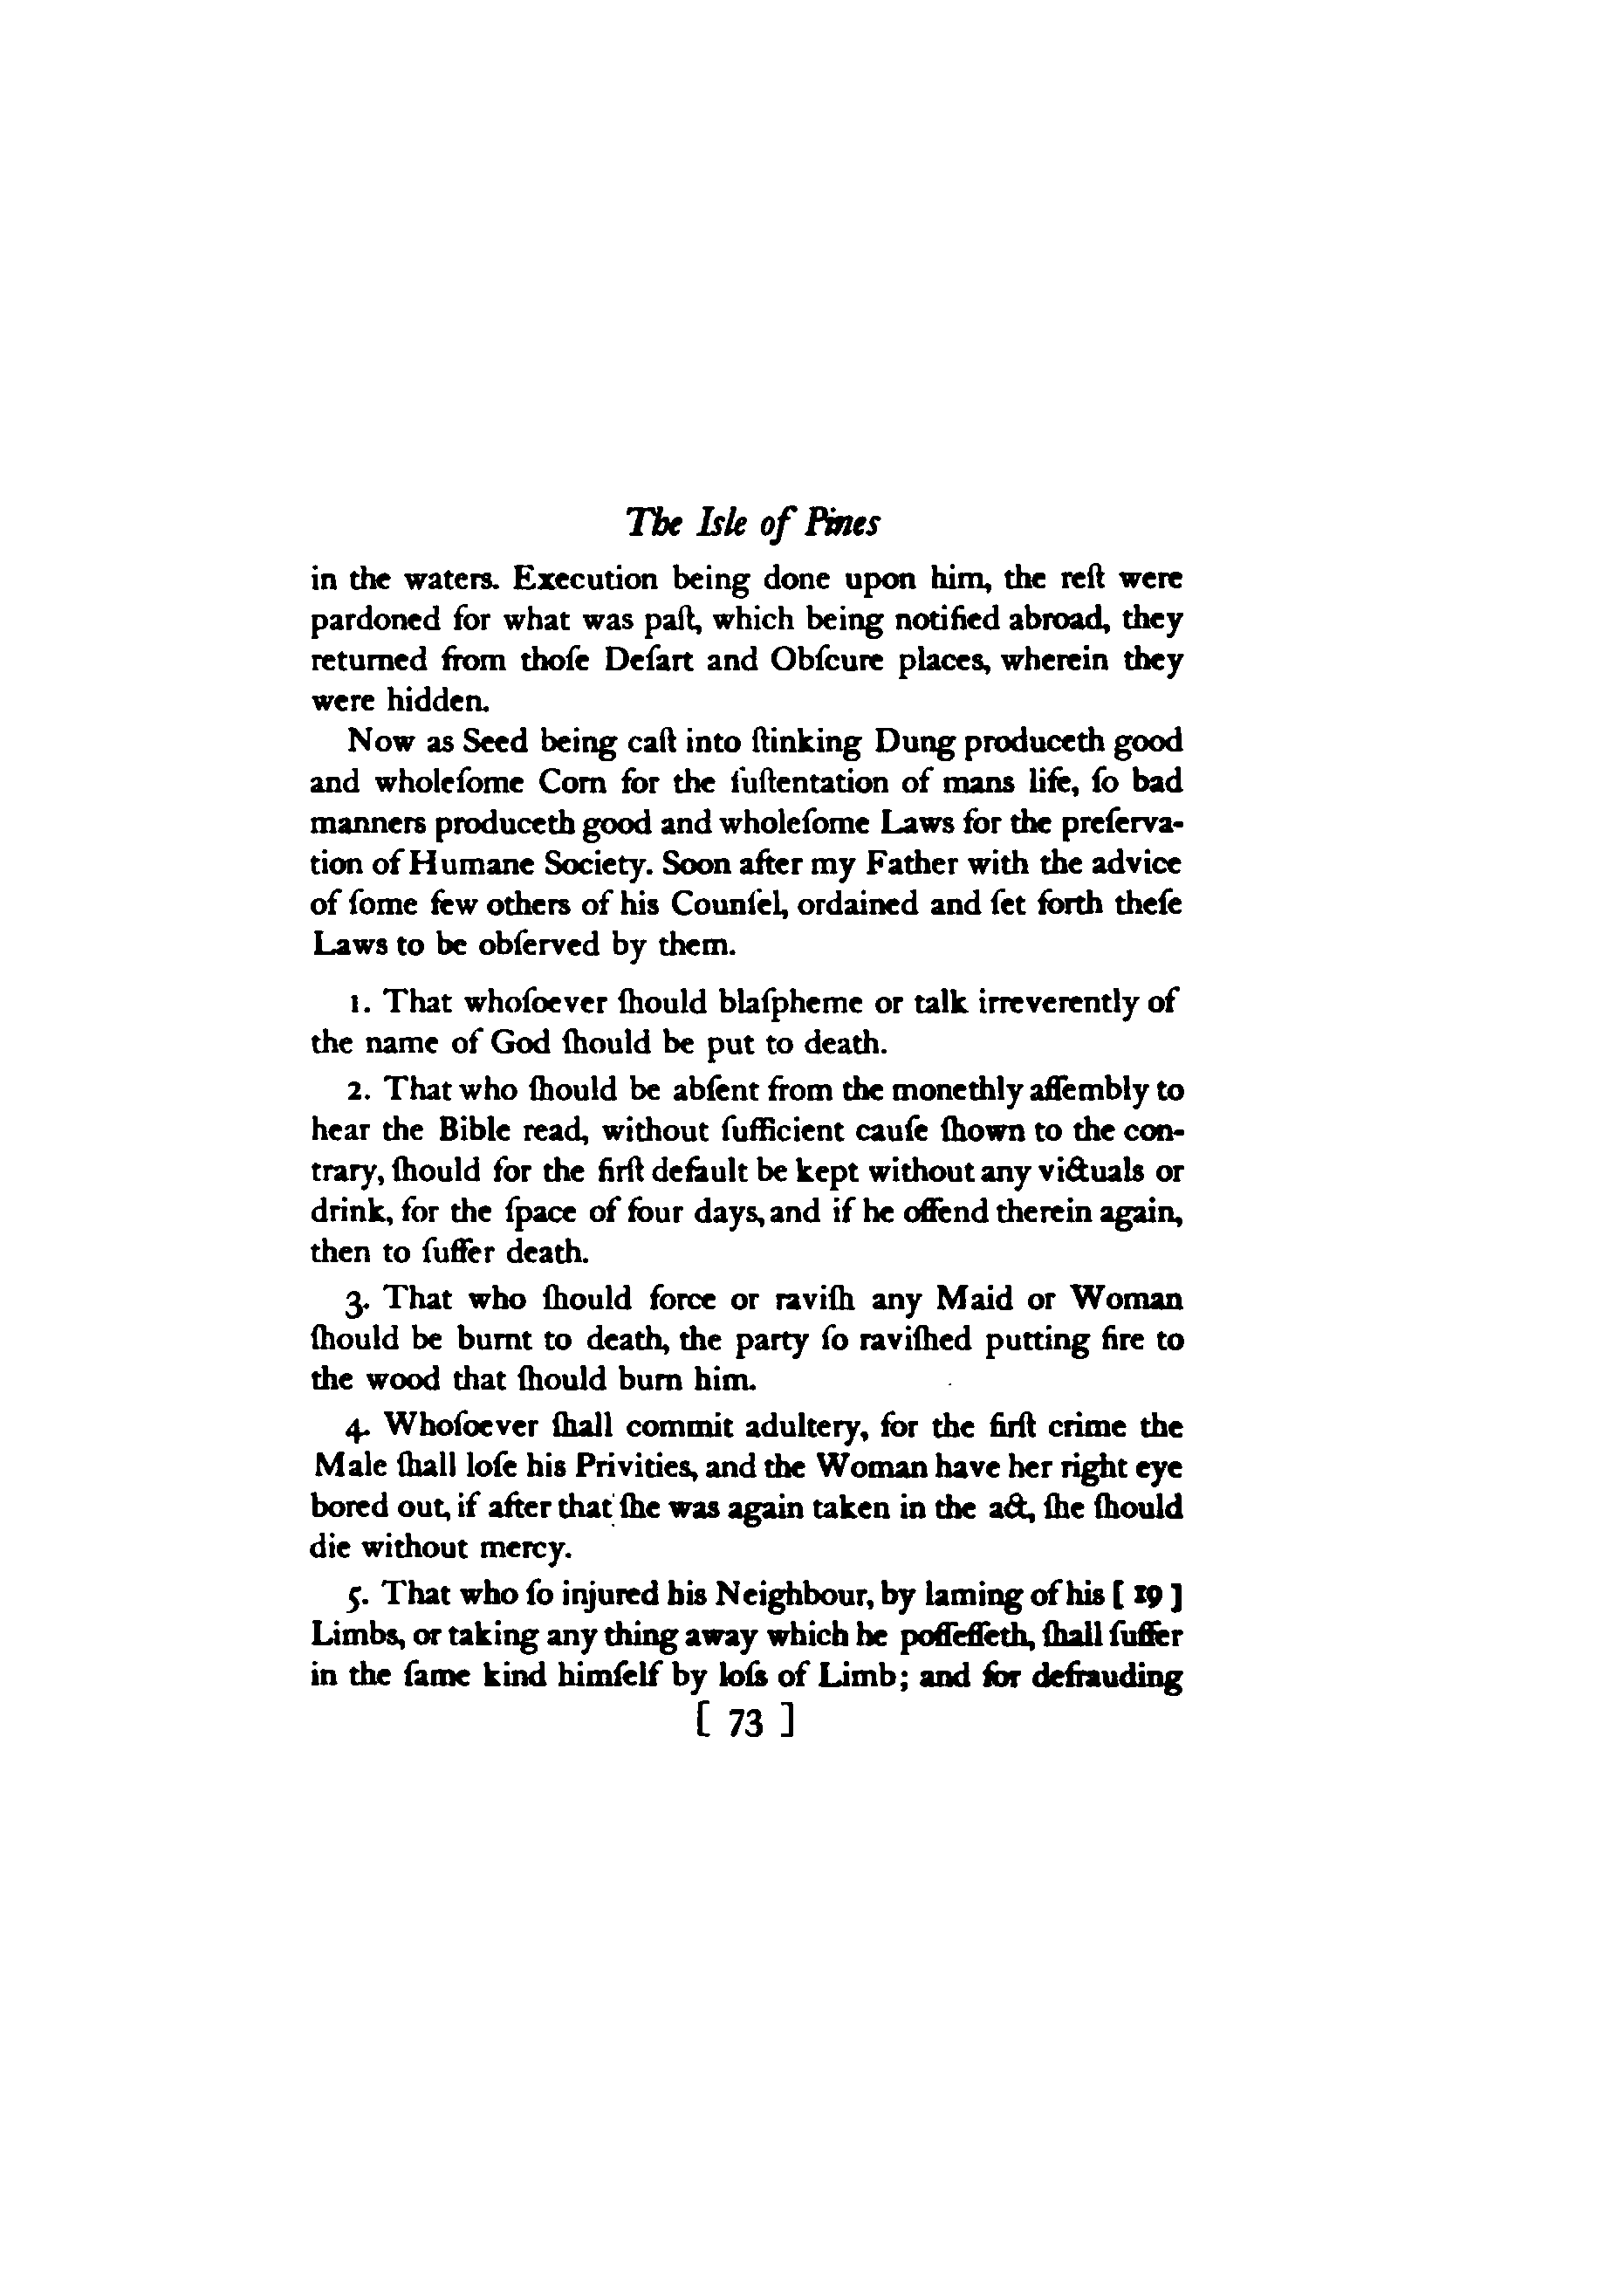 The Isle of Pines
in the waters. Execution being done upon him, the reſt were
pardoned for what was paſt, which being notified abroad, they
returned from thoſe Deſart and Obſcure places, wherein they
were hidden.
Now as Seed being caſt into ſtinking Dung produceth good
and wholeſome Corn for the ſuſtentation of mans life, ſo bad
manners produceth good and wholeſome Laws for the preſerva-
tion of Humane Society. Soon after my Father with the advice
of ſome few others of his Counſel, ordained and ſet forth theſe
Laws to be obſerved by them.
1. That whoſoever ſhould blaſpheme or talk irreverently of
the name of God ſhould be put to death.
2. That who ſhould be abſent from the monethly aſſembly to
hear the Bible read, without ſufficient cauſe ſhown to the con-
trary, ſhould for the firſt default be kept without any victuals or
drink, for the ſpace of four days, and if he offend therein again,
then to ſuffer death.
3. That who ſhould force or raviſh any Maid or Woman
ſhould be burnt to death, the party ſo raviſhed putting fire to
the wood that ſhould burn him.
4. Whoſoever ſhall commit adultery, for the firſt crime the
Male ſhall loſe his Privities, and the Woman have her right eye
bored out, if after that ſhe was again taken in the act, ſhe ſhould
die without mercy.
5. That who ſo injured his Neighbour, by laming of his [ 19 ]
Limbs, or taking any thing away which he poſſeſſeth, ſhall ſuffer
in the ſame kind himſelf by loſs of Limb; and for defrauding
[ 73 ]